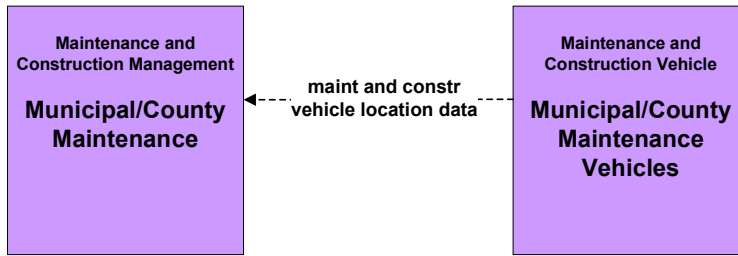 Maintenance and
Construction Management
Municipal/County
Maintenance
maint and constr
vehicle location data
Maintenance and
Construction Vehicle
Municipal/County
Maintenance
Vehicles